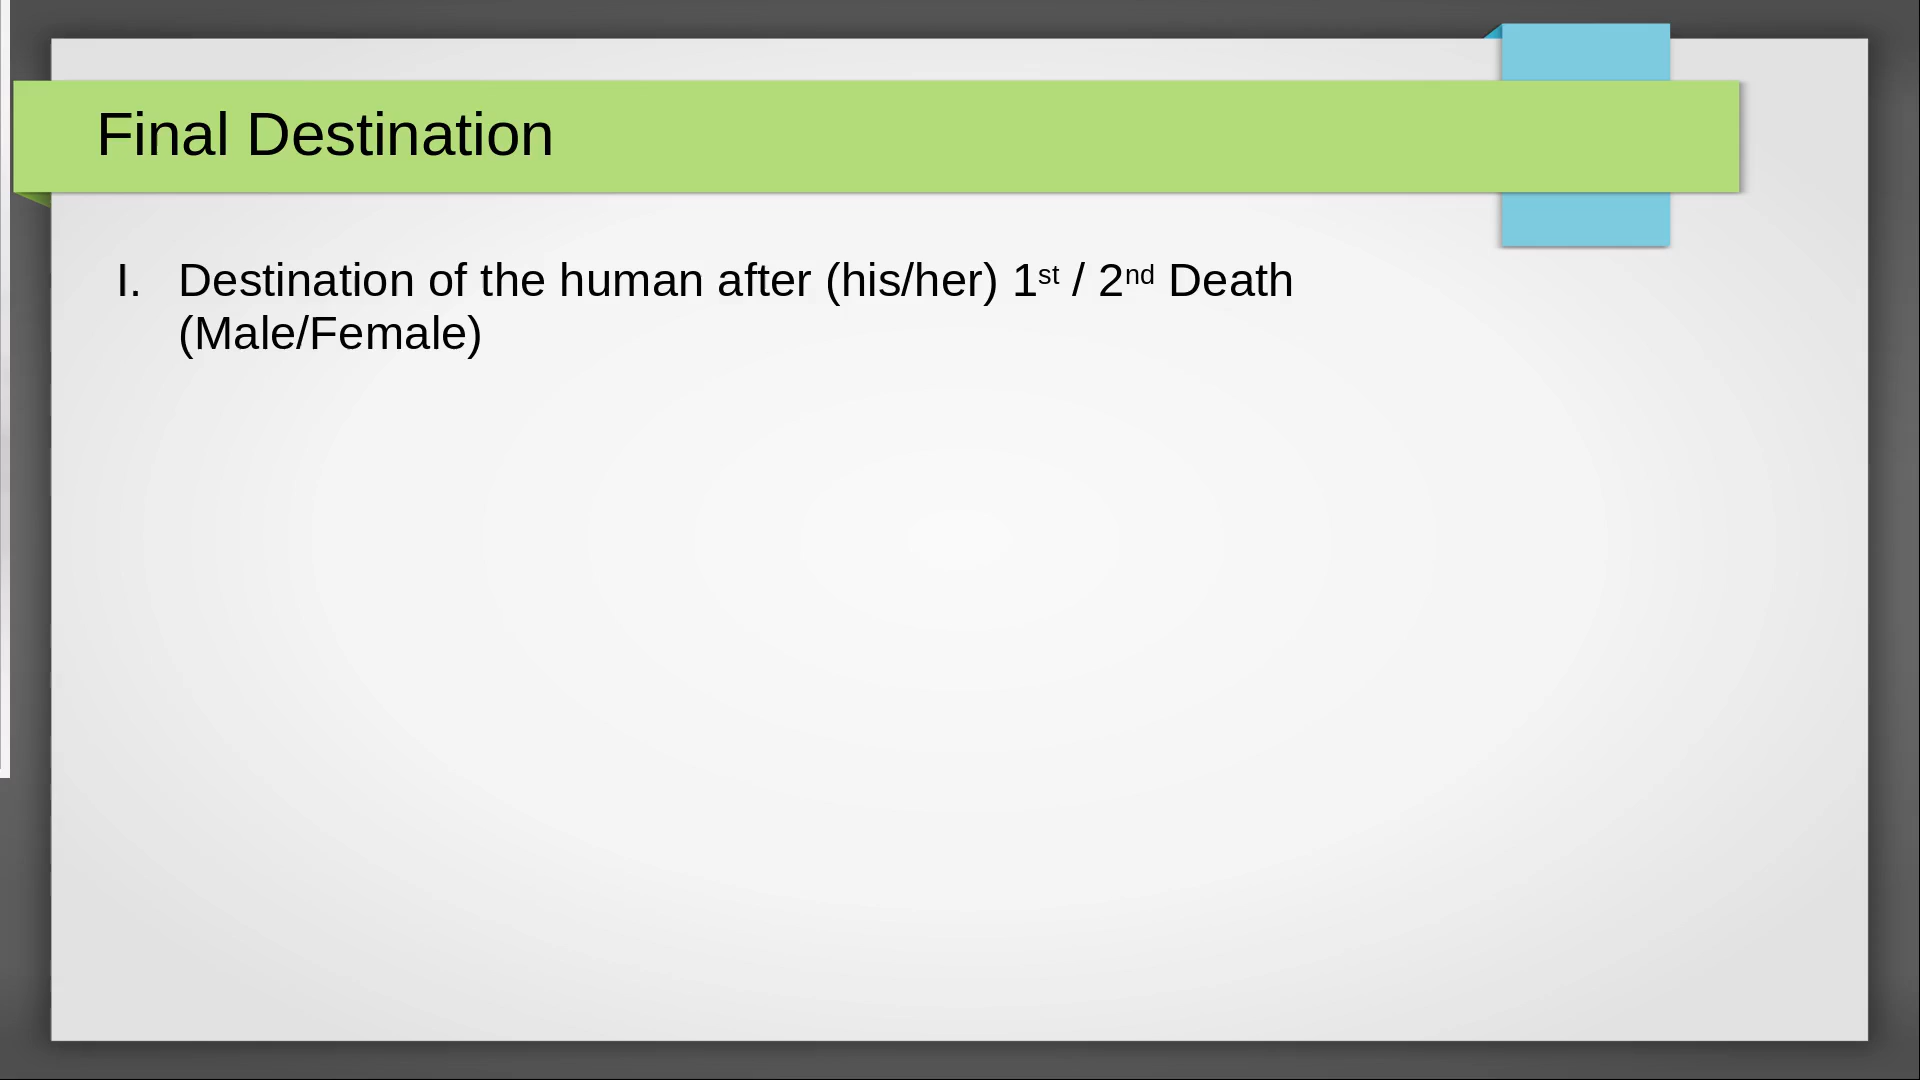 Final Destination
I. Destination of the human after (his/her) 1st / 2nd Death
(Male/Female)